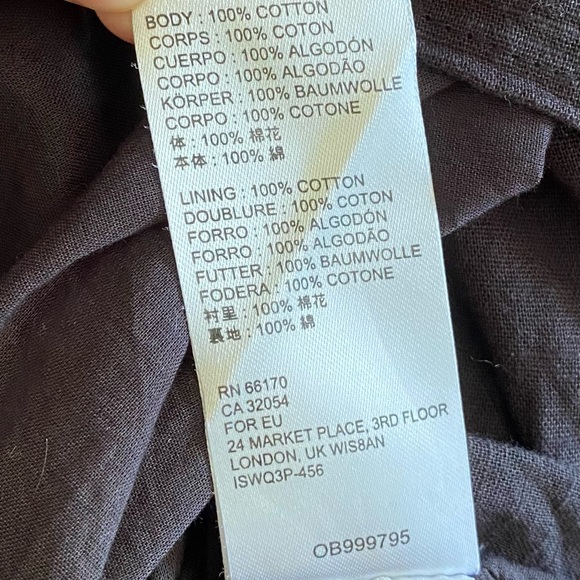 BODY : 100% COTTON
CORPS : 100% COTON
CUERPO : 100% ALGODÓN
CORPO : 100% ALGODÃO
KÖRPER : 100% BAUMWOLLE
CORPO : 100% COTONE
体 : 100% 棉花
本体 : 100% 綿
LINING : 100% COTTON
DOUBLURE : 100% COTON
FORRO : 100% ALGODÓN
FORRO : 100% ALGODÃO
FUTTER : 100% BAUMWOLLE
FODERA : 100% COTONE
衬里 : 100% 棉花
裏地 : 100% 綿
RN 66170
CA 32054
FOR EU
24 MARKET PLACE, 3RD FLOOR
LONDON, UK WIS8AN
ISWQ3P-456
OB999795